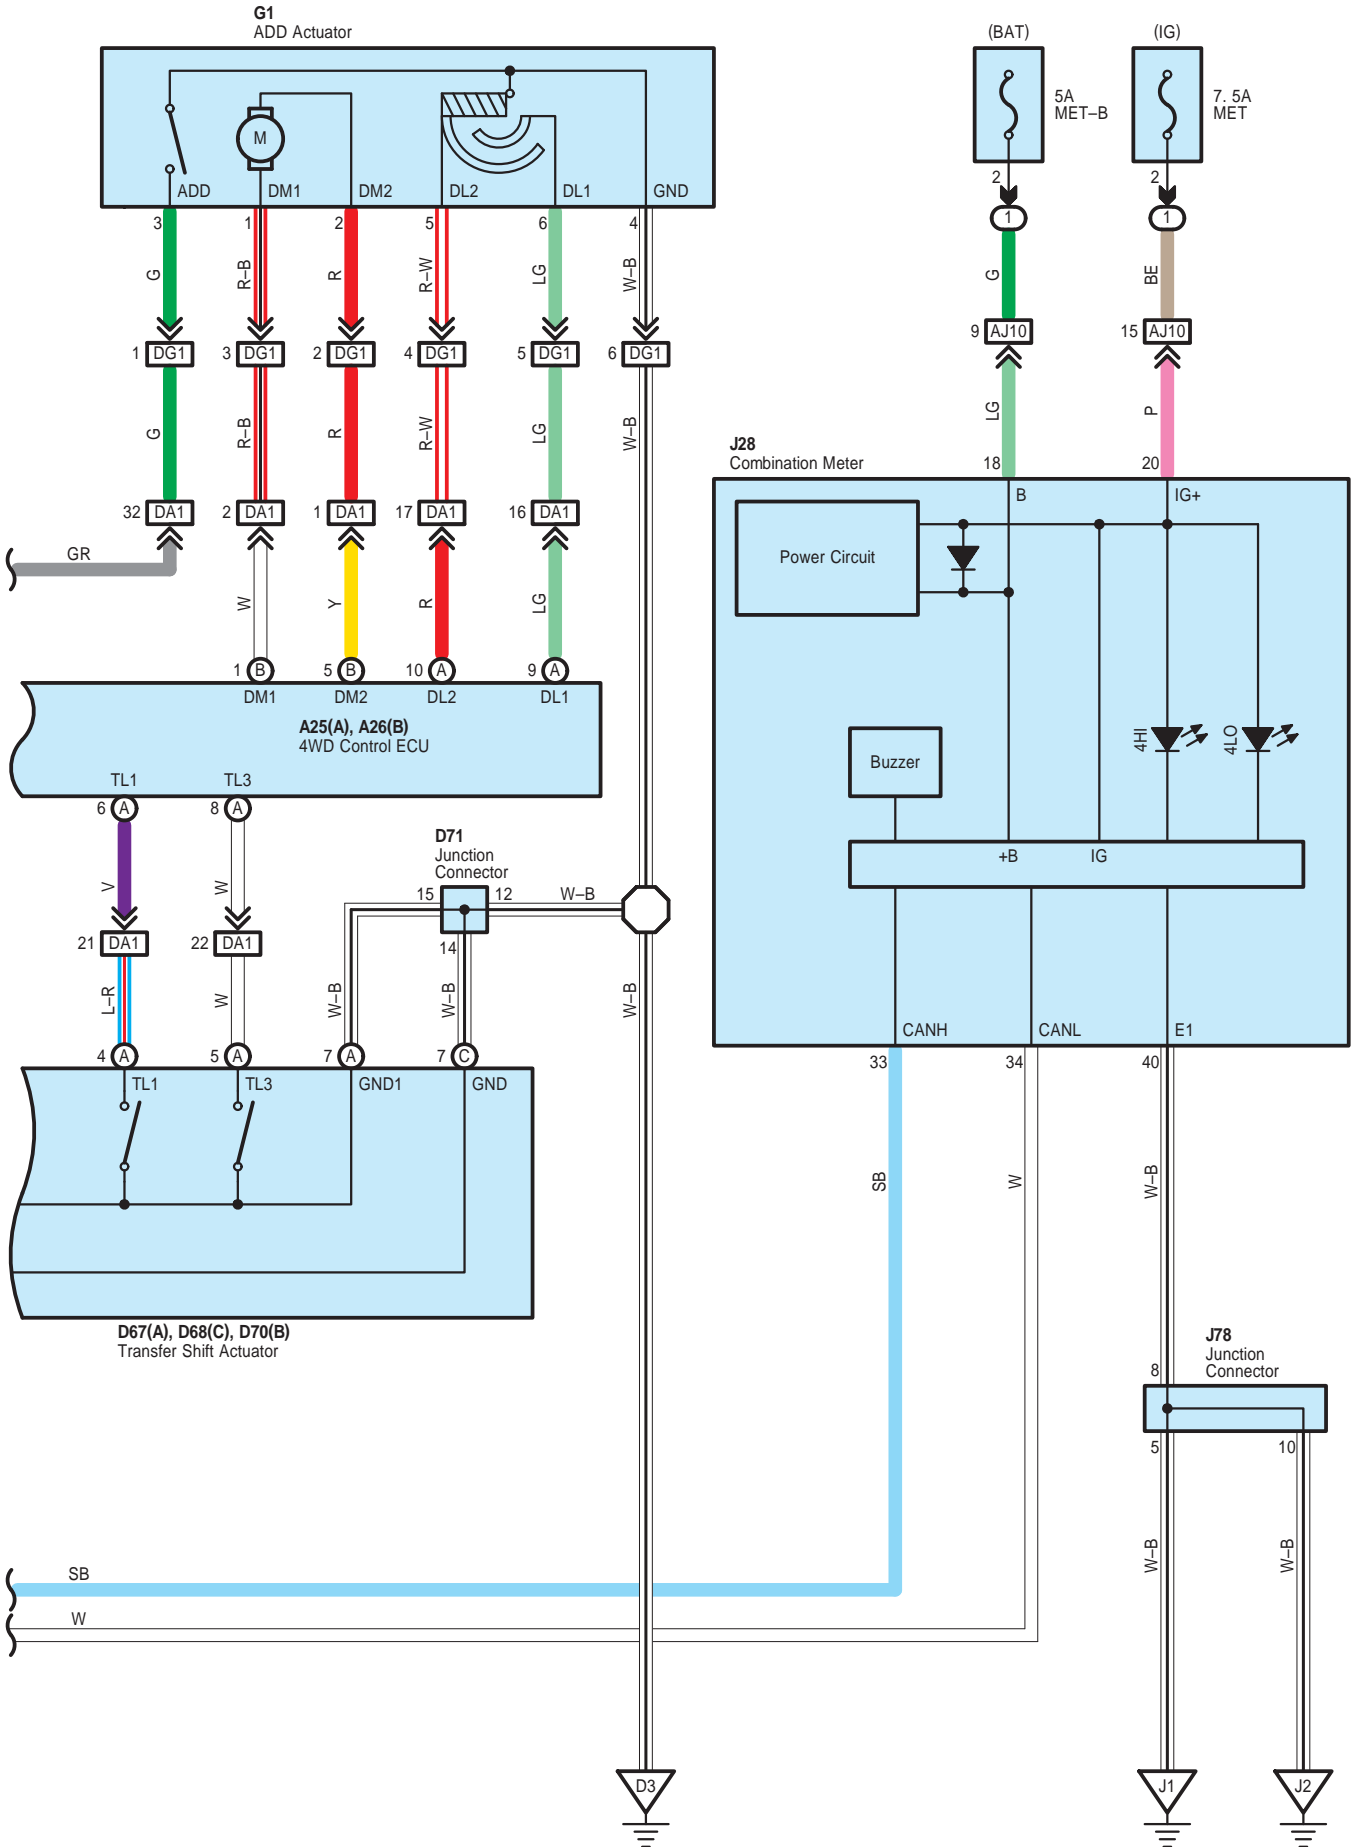 G1
ADD Actuator
(BAT)
(IG)
5A
MET–B
7. 5A
MET
M
ADD
DM1
DM2
DL2
DL1
GND
2
2
3
1
2
5
6
4
1
1
G
R–B
R
R–W
LG
W–B
G
BE
1 DG1
3 DG1
2 DG1
4 DG1
5 DG1
6 DG1
9 AJ10
15 AJ10
G
R–B
R
R–W
LG
W–B
LG
P
J28
Combination Meter
18
20
B
IG+
32 DA1
2 DA1
1 DA1
17 DA1
16 DA1
GR
Power Circuit
W
Y
R
LG
1 B
5 B
10 A
9 A
DM1
DM2
DL2
DL1
A25(A), A26(B)
4WD Control ECU
4HI
4LO
Buzzer
TL1
TL3
6 A
8 A
D71
Junction
Connector
+B
IG
V
W
15
12
W–B
14
21 DA1
22 DA1
L–R
W
W–B
W–B
W–B
CANH
CANL
E1
4 A
5 A
7 A
7 C
33
34
40
TL1
TL3
GND1
GND
SB
W
W–B
D67(A), D68(C), D70(B)
Transfer Shift Actuator
J78
Junction
Connector
8
5
10
W–B
W–B
SB
W
D3
J1
J2